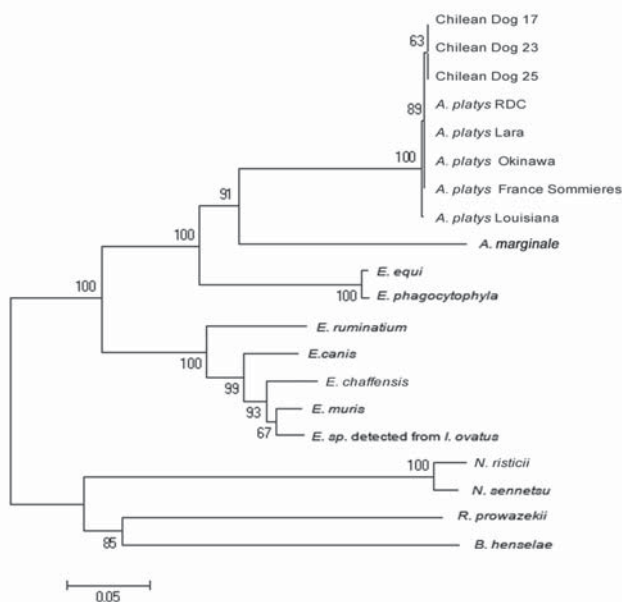 Chilean Dog 17
63
Chilean Dog 23
Chilean Dog 25
89
A. platys RDC
A. platys Lara
100
A. platys Okinawa
A. platys France Sommieres
91
A. platys Louisiana
100
A. marginale
E. equi
100
100
E. phagocytophyla
E. ruminatium
100
E.canis
99
E. chaffensis
93
E. muris
67
E. sp. detected from I. ovatus
100
N. risticii
N. sennetsu
R. prowazekii
85
B. henselae
0.05